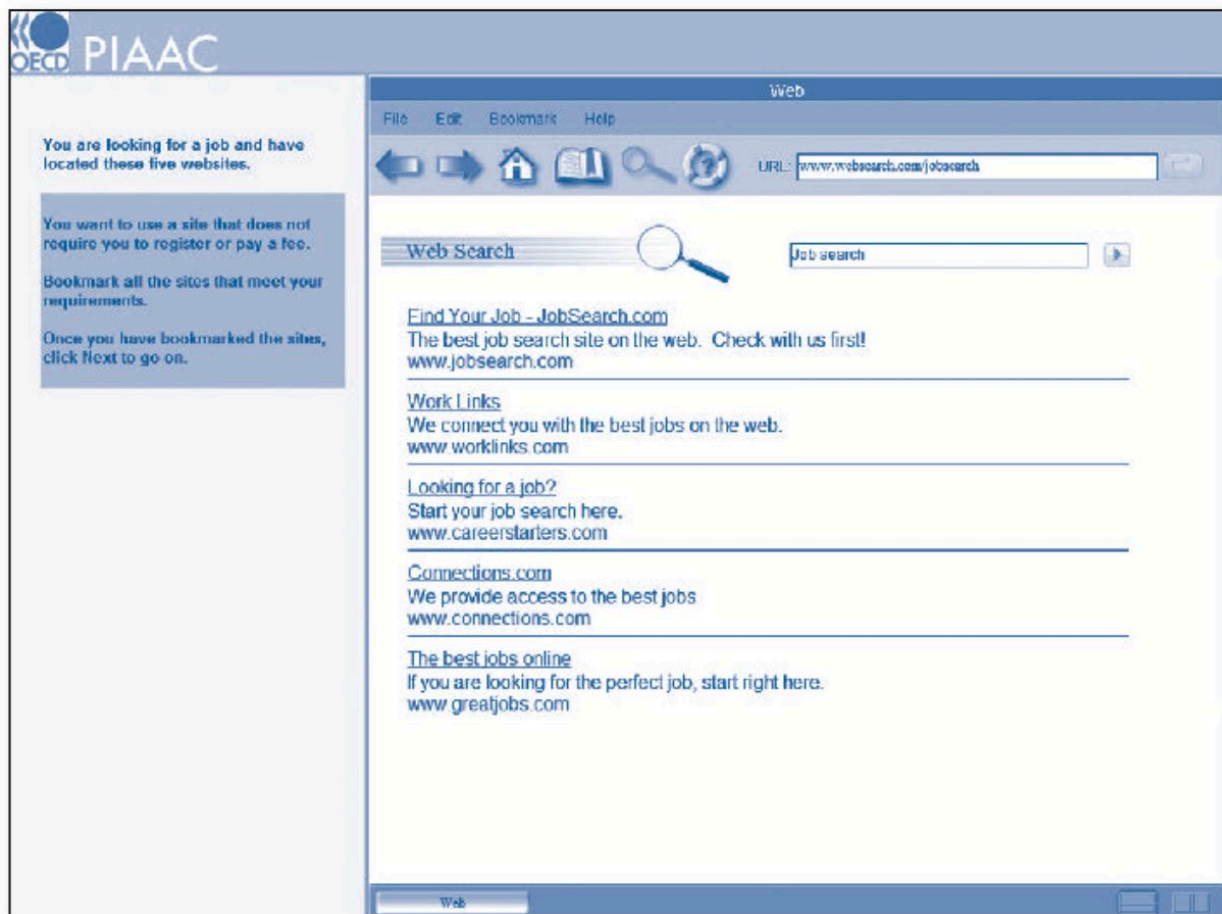 OECD PIAAC
You are looking for a job and have
located these five websites.
You want to use a site that does not
require you to register or pay a fee.
Bookmark all the sites that meet your
requirements.
Once you have bookmarked the sites,
click Next to go on.
Web
File Edit Bookmark Help
URL: www.websearch.com/jobsearch
Web Search
Job search
Find Your Job - JobSearch.com
The best job search site on the web. Check with us first!
www.jobsearch.com
Work Links
We connect you with the best jobs on the web.
www.worklinks.com
Looking for a job?
Start your job search here.
www.careerstarters.com
Connections.com
We provide access to the best jobs
www.connections.com
The best jobs online
If you are looking for the perfect job, start right here.
www.greatjobs.com
Web